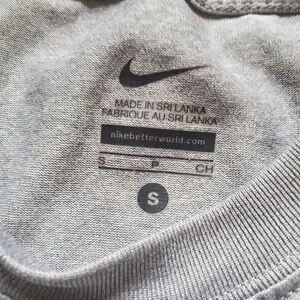 MADE IN SRI LANKA
FABRIQUE AU SRI LANKA
nikebetterworld.com
S P CH
S